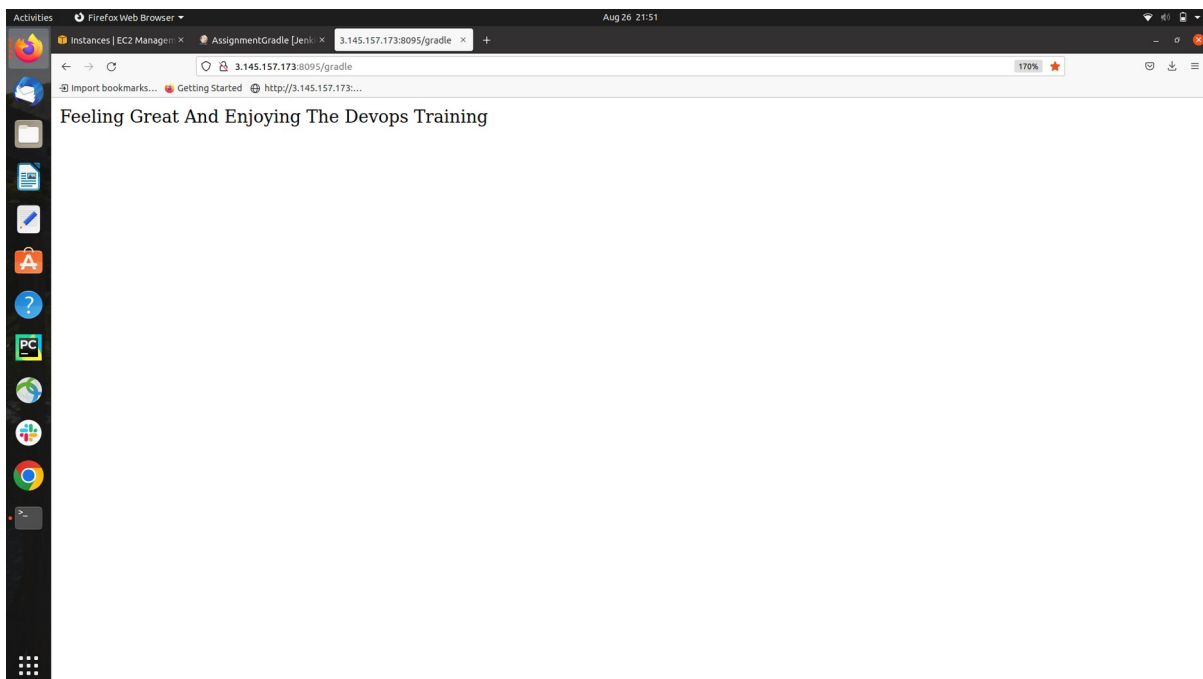 Activities
Firefox Web Browser
Aug 26 21:51
Instances | EC2 Managem
AssignmentGradle [Jenki
3.145.157.173:8095/gradle
3.145.157.173:8095/gradle
170%
Import bookmarks...
Getting Started
http://3.145.157.173:...
Feeling Great And Enjoying The Devops Training
PC